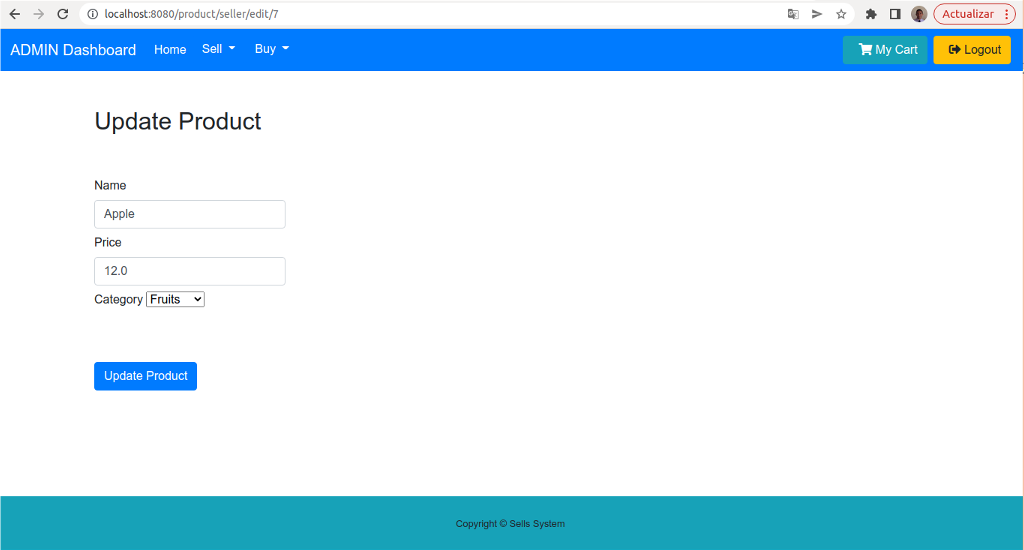 localhost:8080/product/seller/edit/7
Actualizar
ADMIN Dashboard Home Sell Buy My Cart Logout
Update Product
Name
Apple
Price
12.0
Category Fruits
Update Product
Copyright © Sells System